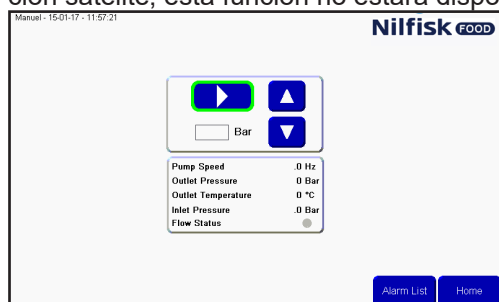 ción satélite, esta función no estará dispo
Manuel - 15-01-17 - 11:57:21
Nilfisk FOOD
Bar
Pump Speed .0 Hz
Outlet Pressure 0 Bar
Outlet Temperature 0 °C
Inlet Pressure .0 Bar
Flow Status
Alarm List Home